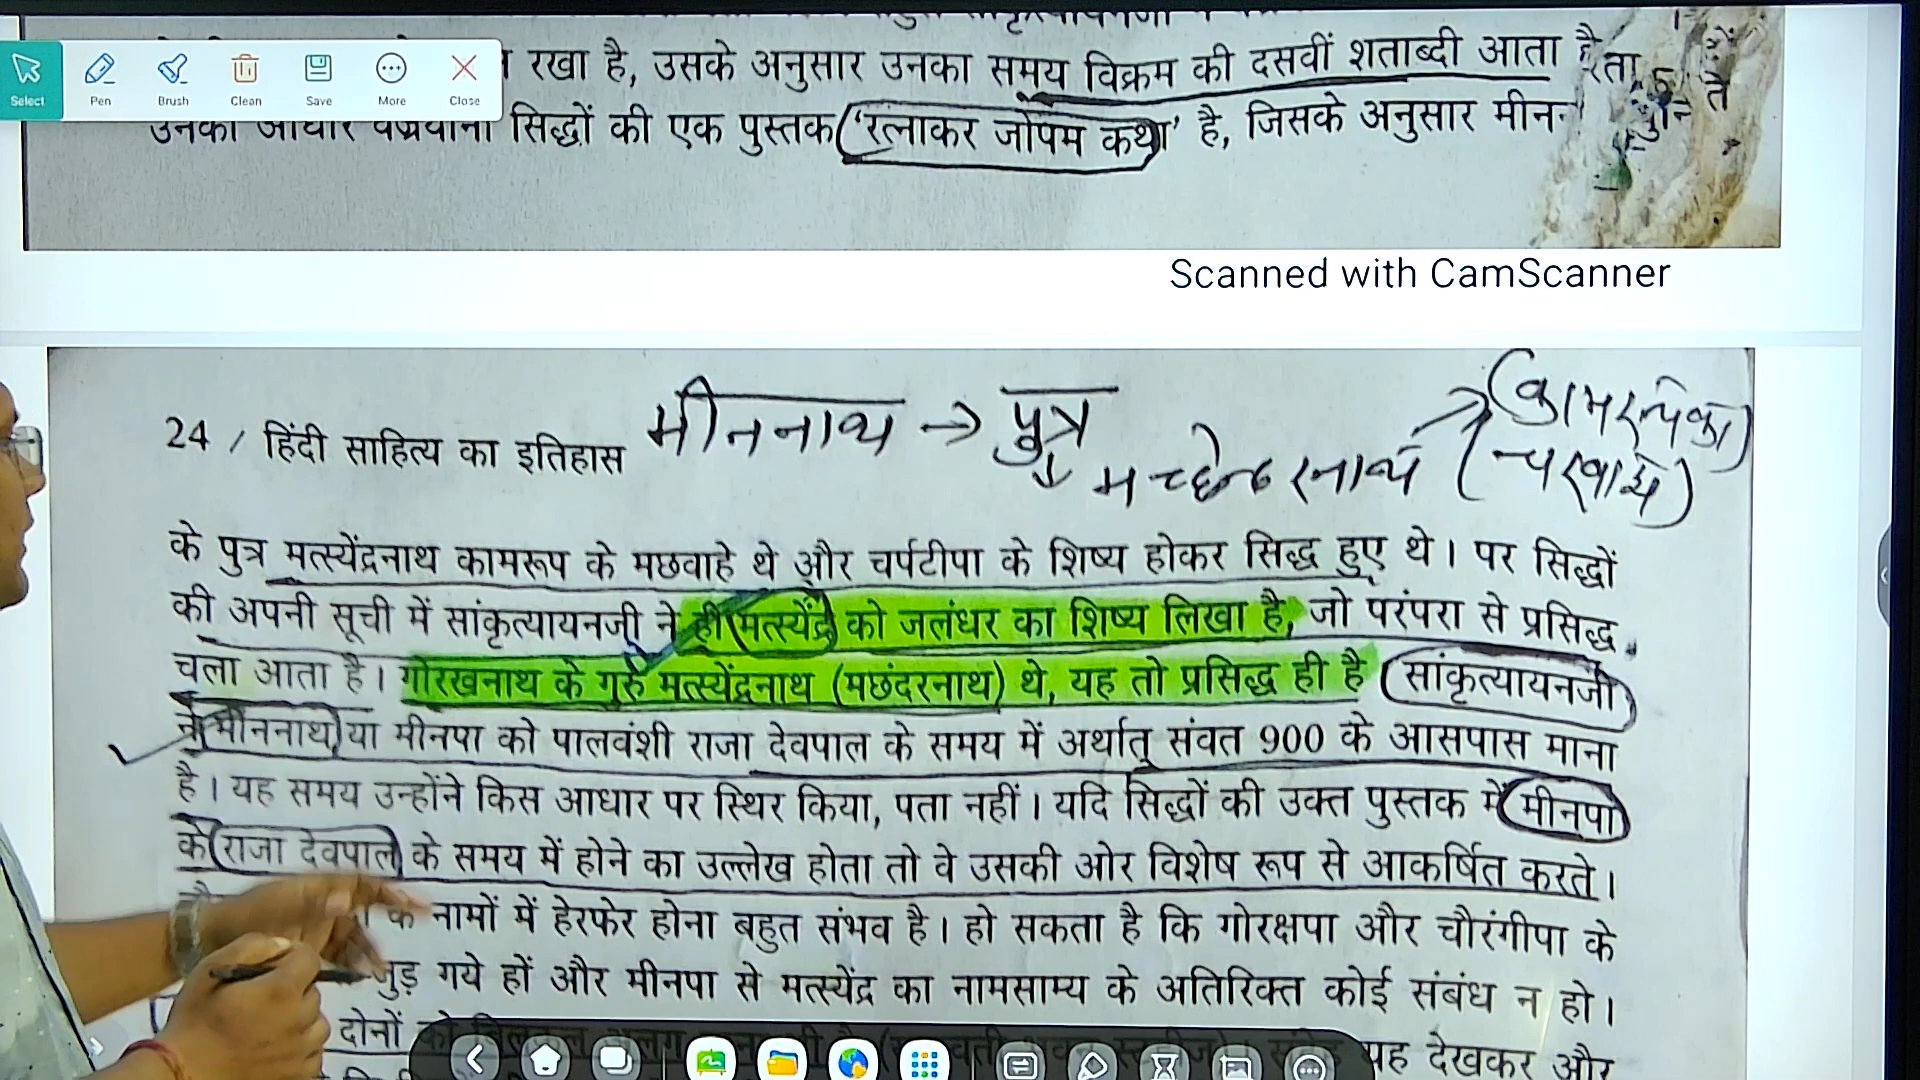 रखा है, उसके अनुसार उनका समय विक्रम की दसवीं शताब्दी आता है
Select Pen Brush Clean Save More Close
उनका आधार वज्रयानी सिद्धों की एक पुस्तक 'रत्नाकर जोपम कथा' है, जिसके अनुसार मीन
Scanned with CamScanner
24 / हिंदी साहित्य का इतिहास
मीननाथ → पुत्र
के पुत्र मत्स्येंद्रनाथ कामरूप के मछवाहे थे और चर्पटीपा के शिष्य होकर सिद्ध हुए थे। पर सिद्धों
की अपनी सूची में सांकृत्यायनजी ने ही मत्स्येंद्र को जलंधर का शिष्य लिखा है, जो परंपरा से प्रसिद्ध
चला आता है। गोरखनाथ के गुरु मत्स्येंद्रनाथ (मछंदरनाथ) थे, यह तो प्रसिद्ध ही है सांकृत्यायनजी
ने मीननाथ या मीनपा को पालवंशी राजा देवपाल के समय में अर्थात् संवत 900 के आसपास माना
है। यह समय उन्होंने किस आधार पर स्थिर किया, पता नहीं। यदि सिद्धों की उक्त पुस्तक में मीनपा
के राजा देवपाल के समय में होने का उल्लेख होता तो वे उसकी ओर विशेष रूप से आकर्षित करते।
के नामों में हेरफेर होना बहुत संभव है। हो सकता है कि गोरक्षपा और चौरंगीपा के
जुड़ गये हों और मीनपा से मत्स्येंद्र का नामसाम्य के अतिरिक्त कोई संबंध न हो।
दोनों को यह देखकर और